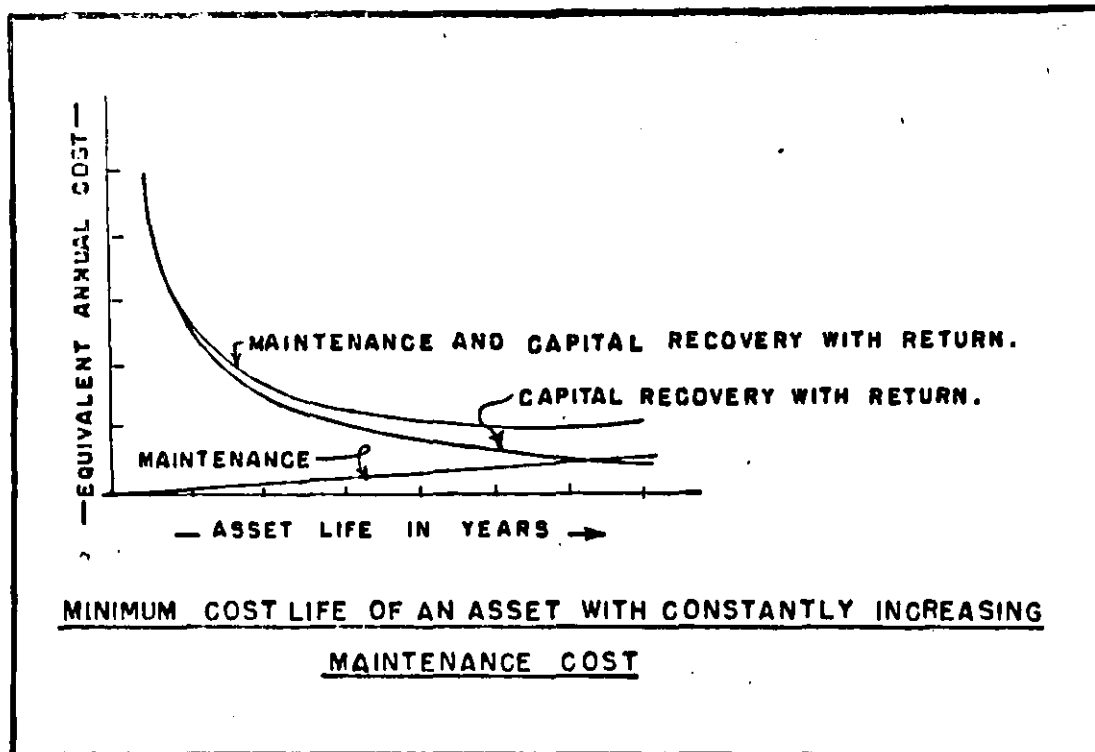 — EQUIVALENT ANNUAL COST —
MAINTENANCE AND CAPITAL RECOVERY WITH RETURN.
CAPITAL RECOVERY WITH RETURN.
MAINTENANCE
— ASSET LIFE IN YEARS →
MINIMUM COST LIFE OF AN ASSET WITH CONSTANTLY INCREASING
MAINTENANCE COST